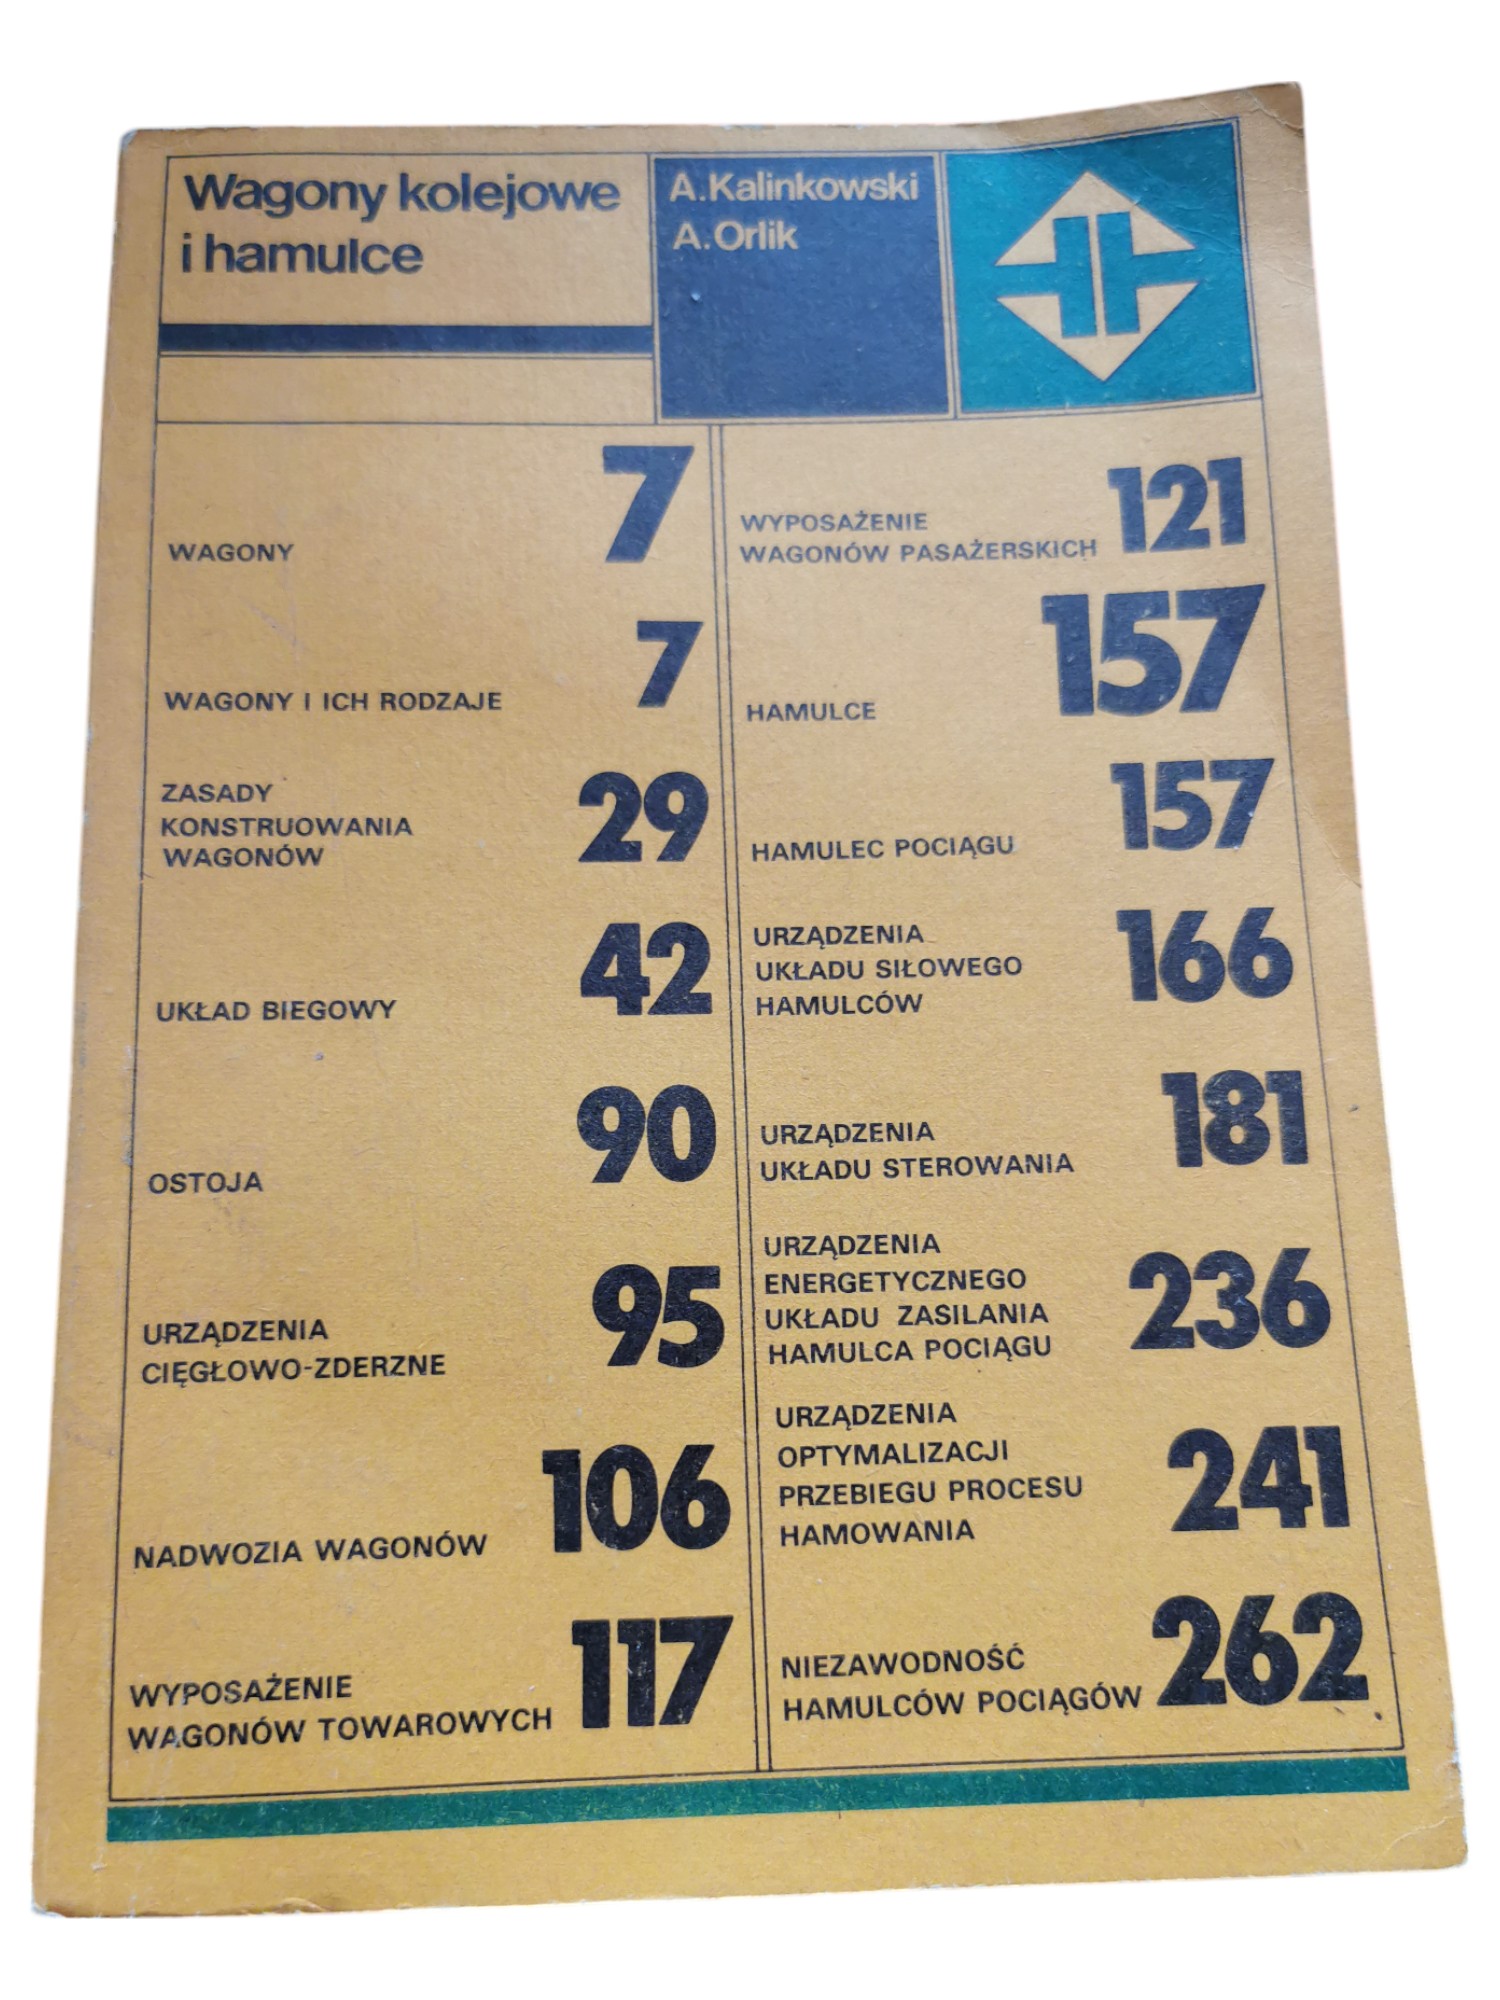 Wagony kolejowe
i hamulce
A.Kalinkowski
A.Orlik
WAGONY 7
WAGONY I ICH RODZAJE 7
ZASADY
KONSTRUOWANIA
WAGONÓW 29
UKŁAD BIEGOWY 42
OSTOJA 90
URZĄDZENIA
CIĘGŁOWO-ZDERZNE 95
NADWOZIA WAGONÓW 106
WYPOSAŻENIE
WAGONÓW TOWAROWYCH 117
WYPOSAŻENIE
WAGONÓW PASAŻERSKICH 121
HAMULCE 157
HAMULEC POCIĄGU 157
URZĄDZENIA
UKŁADU SIŁOWEGO
HAMULCÓW 166
URZĄDZENIA
UKŁADU STEROWANIA 181
URZĄDZENIA
ENERGETYCZNEGO
UKŁADU ZASILANIA
HAMULCA POCIĄGU 236
URZĄDZENIA
OPTYMALIZACJI
PRZEBIEGU PROCESU
HAMOWANIA 241
NIEZAWODNOŚĆ
HAMULCÓW POCIĄGÓW 262